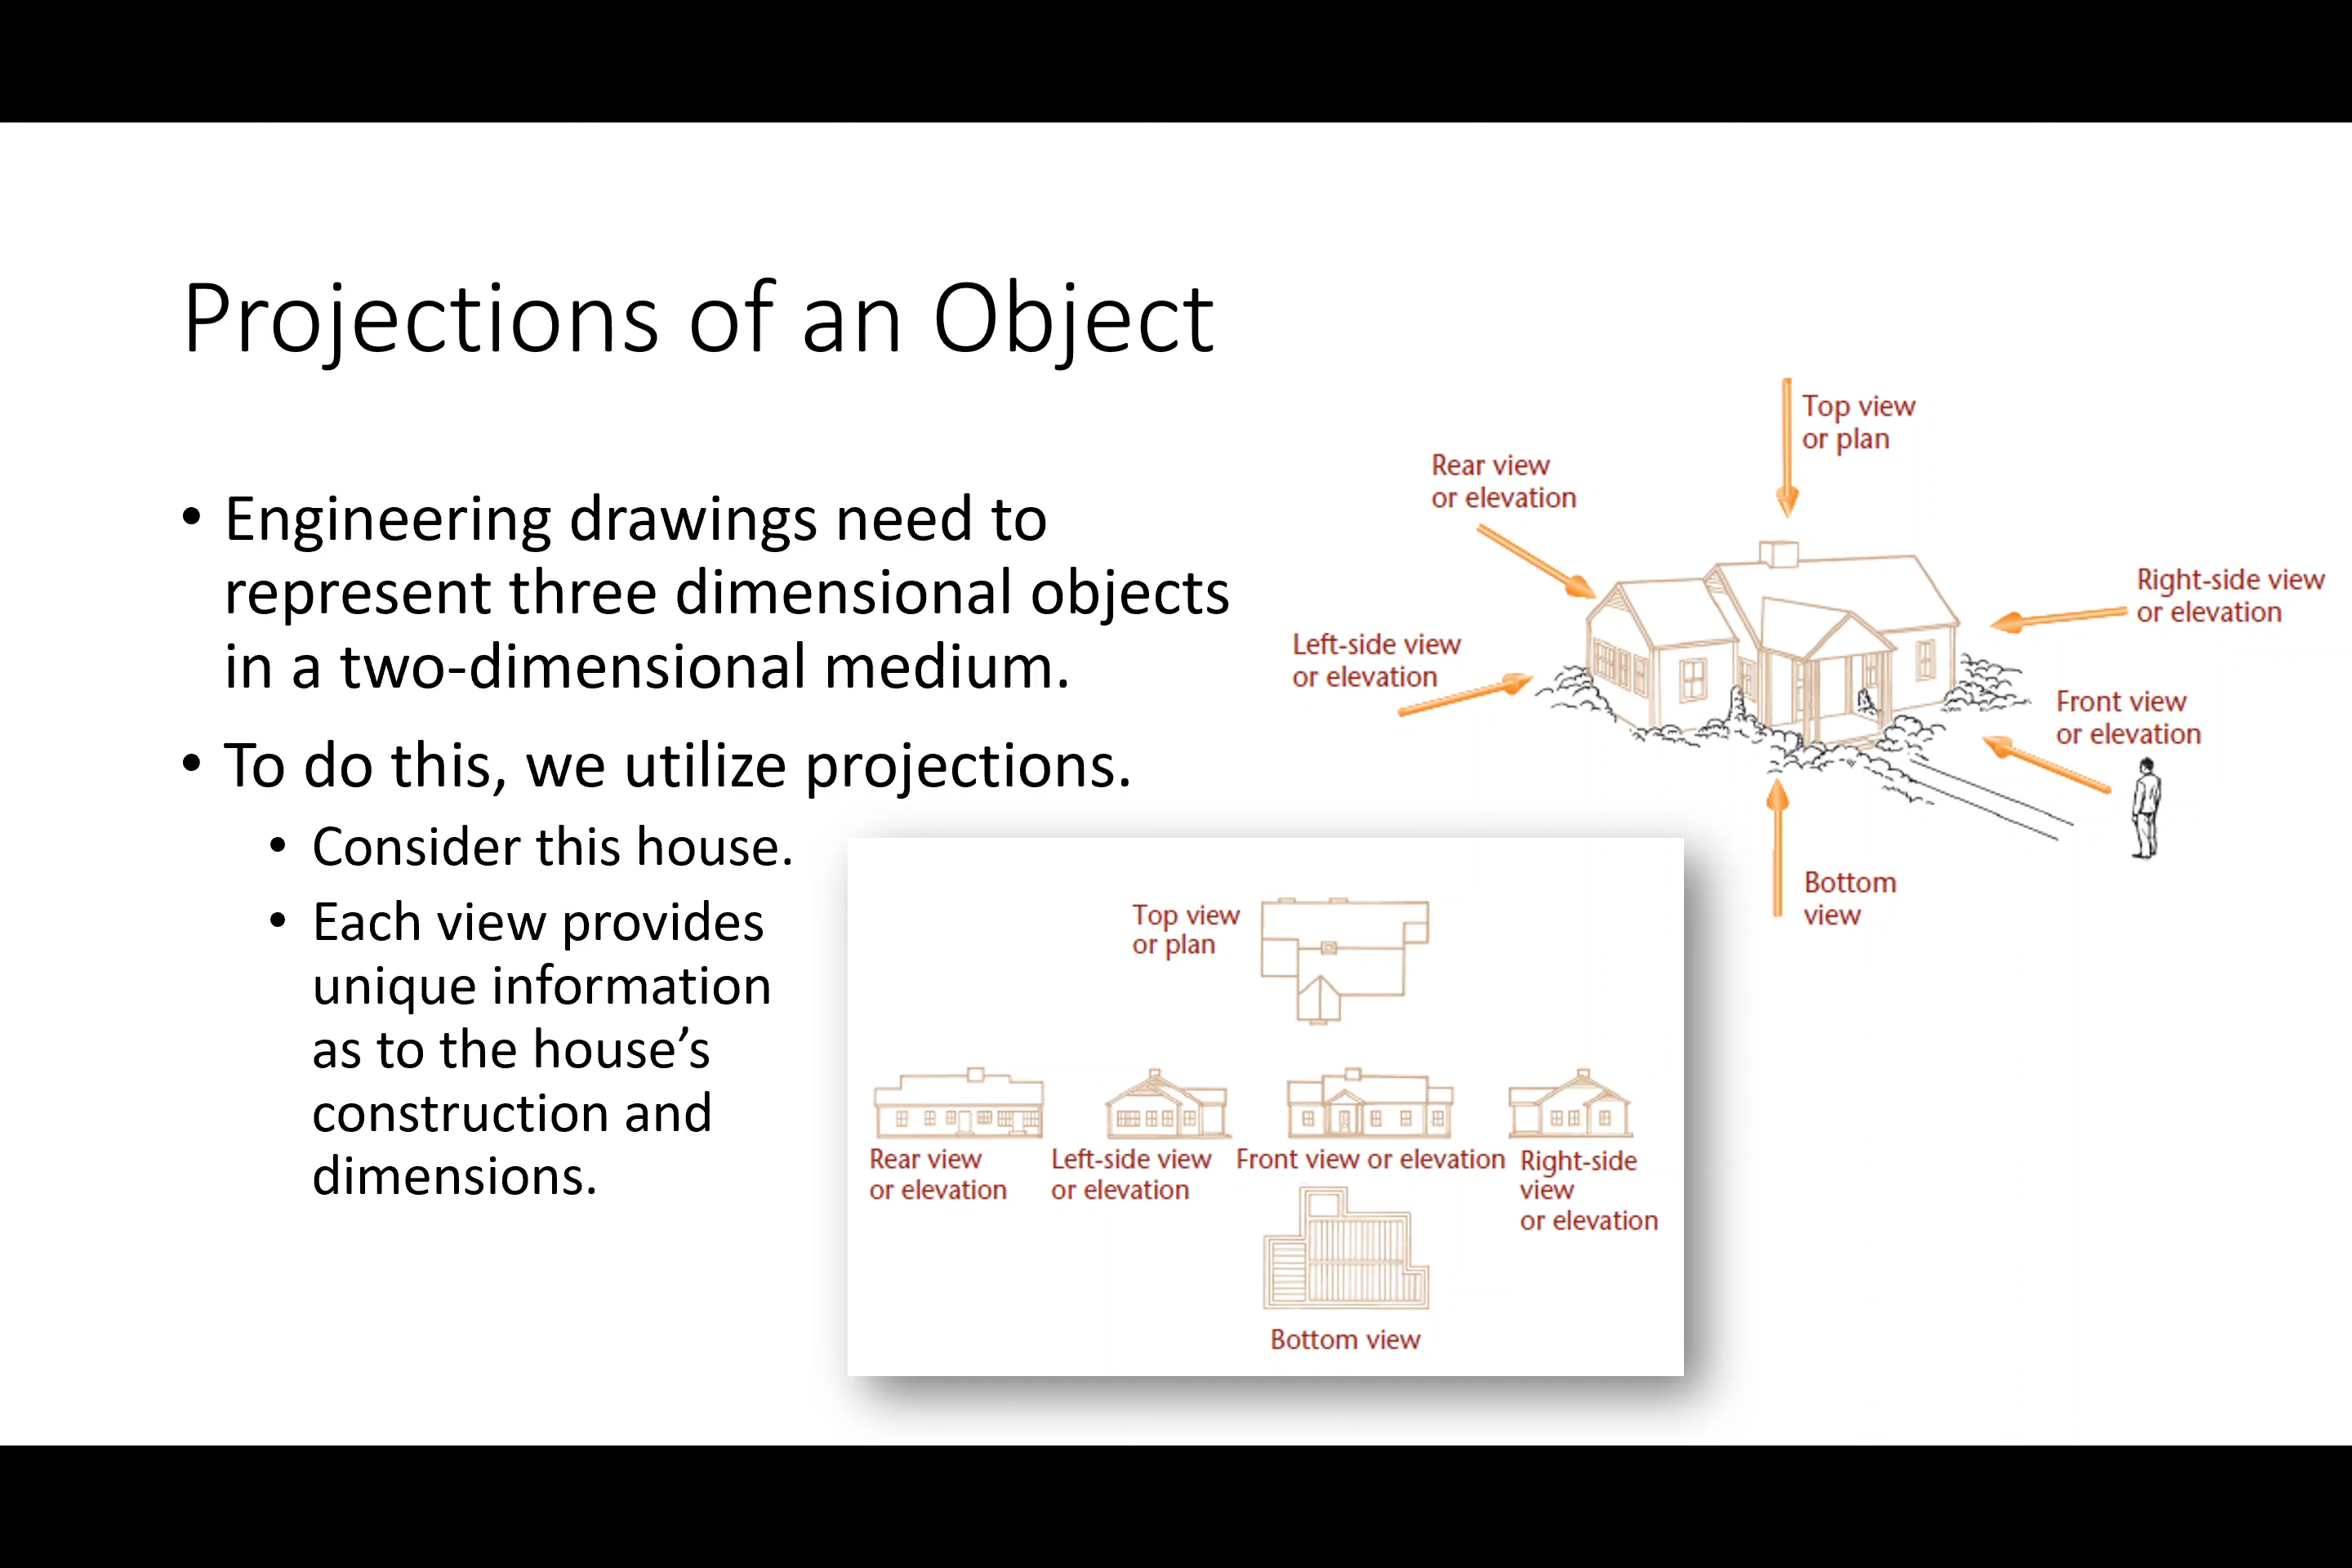 Projections of an Object
• Engineering drawings need to
represent three dimensional objects
in a two-dimensional medium.
• To do this, we utilize projections.
• Consider this house.
• Each view provides
unique information
as to the house’s
construction and
dimensions.
Top view
or plan
Rear view
or elevation
Right-side view
or elevation
Left-side view
or elevation
Front view
or elevation
Bottom
view
Top view
or plan
Rear view
or elevation
Left-side view
or elevation
Front view or elevation
Right-side
view
or elevation
Bottom view